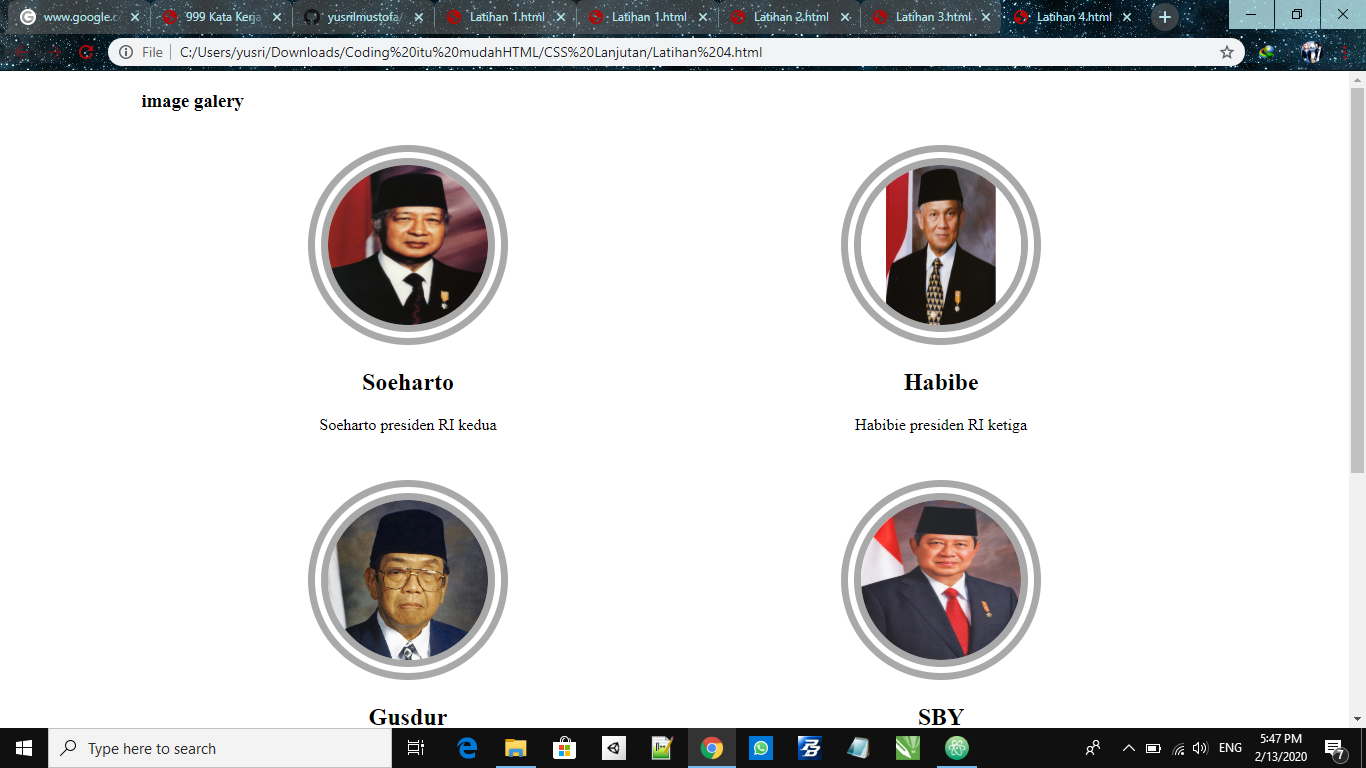 www.google.c
999 Kata Kerja
yusrilmustofa/
Latihan 1.html
Latihan 1.html
Latihan 2.html
Latihan 3.html
Latihan 4.html
File | C:/Users/yusri/Downloads/Coding%20itu%20mudahHTML/CSS%20Lanjutan/Latihan%204.html
image galery
Soeharto
Habibe
Soeharto presiden RI kedua
Habibie presiden RI ketiga
Gusdur
SBY
Type here to search
ENG
5:47 PM
2/13/2020
7